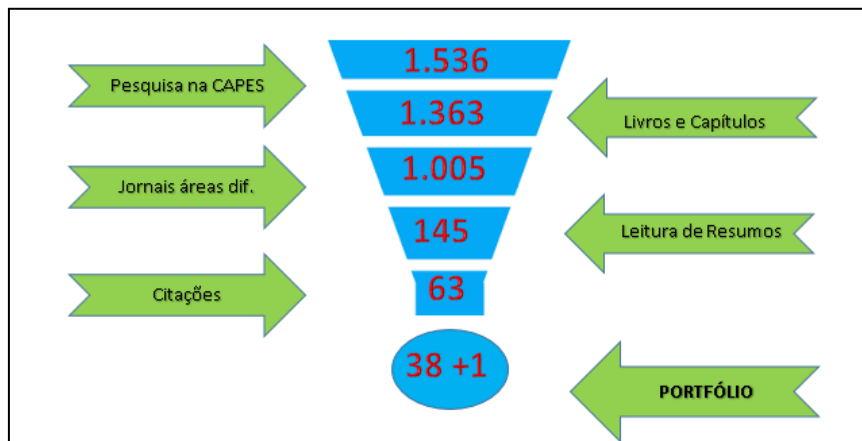 1.536
Pesquisa na CAPES
1.363
Livros e Capítulos
1.005
Jornais áreas dif.
145
Leitura de Resumos
63
Citações
38 +1
PORTFÓLIO